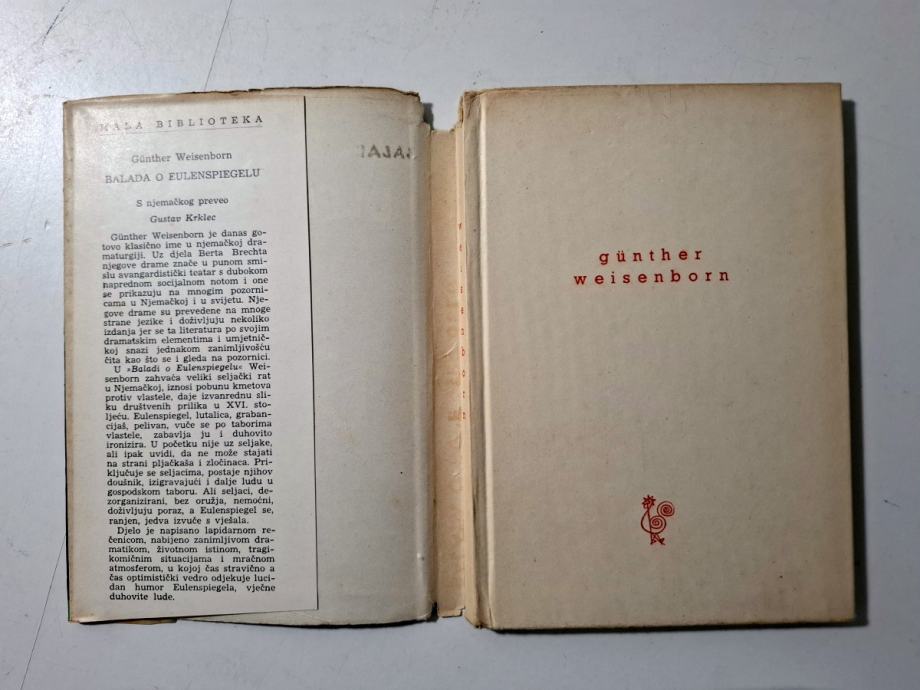 MALA BIBLIOTEKA
Günther Weisenborn
BALADA O EULENSPIEGELU
S njemačkog preveo
Gustav Krklec
Günther Weisenborn je danas go-
tovo klasično ime u njemačkoj dra-
maturgiji. Uz djela Berta Brechta
njegove drame znače u punom smi-
slu avangardistički teatar s dubokom
naprednom socijalnom notom i one
se prikazuju na mnogim pozorni-
cama u Njemačkoj i u svijetu. Nje-
gove drame su prevedene na mnoge
strane jezike i doživljuju nekoliko
izdanja jer se ta literatura po svojim
dramatskim elementima i umjetnič-
koj snazi jednakom zanimljivošću
čita kao što se i gleda na pozornici.
U »Baladi o Eulenspiegelu« Wei-
senborn zahvaća veliki seljački rat
u Njemačkoj, iznosi pobunu kmetova
protiv vlastele, daje izvanrednu sli-
ku društvenih prilika u XVI. sto-
ljeću. Eulenspiegel, lutalica, graban-
cijaš, pelivan, vuče se po taborima
vlastele, zabavlja ju i duhovito
ironizira. U početku nije uz seljake,
ali ipak uvidi, da ne može stajati
na strani pljačkaša i zločinaca. Pri-
ključuje se seljacima, postaje njihov
doušnik, izigravajući i dalje ludu u
gospodskom taboru. Ali seljaci, de-
zorganizirani, bez oružja, nemoćni,
doživljuju poraz, a Eulenspiegel se,
ranjen, jedva izvuče s vješala.
Djelo je napisano lapidarnom re-
čenicom, nabijeno zanimljivom dra-
matikom, životnom istinom, tragi-
komičnim situacijama i mračnom
atmosferom, u kojoj čas stravično a
čas optimistički vedro odjekuje luci-
dan humor Eulenspiegela, vječne
duhovite lude.
weisenborn
günther
weisenborn